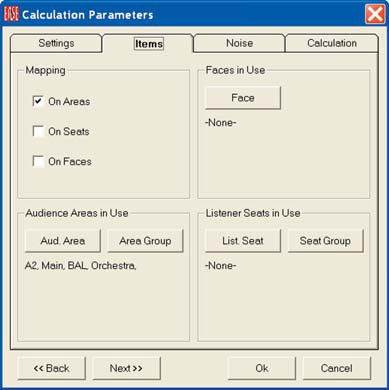 EASE Calculation Parameters
Settings Items Noise Calculation
Mapping
On Areas
On Seats
On Faces
Faces in Use
Face
-None-
Audience Areas in Use
Aud. Area Area Group
A2, Main, BAL, Orchestra,
Listener Seats in Use
List. Seat Seat Group
-None-
<< Back Next >> Ok Cancel